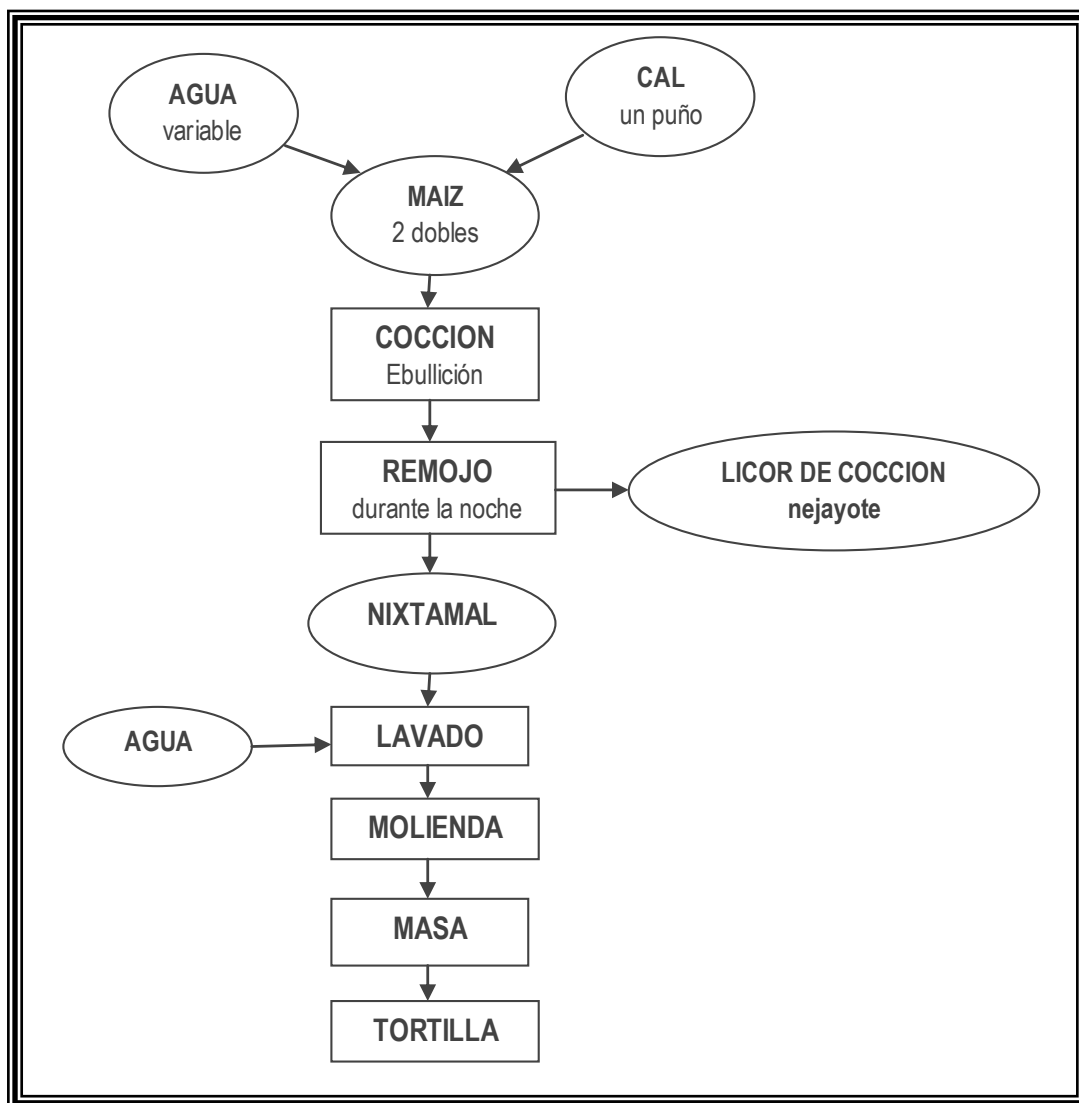 AGUA
variable
CAL
un puño
MAIZ
2 dobles
COCCION
Ebullición
REMOJO
durante la noche
LICOR DE COCCION
nejayote
NIXTAMAL
AGUA
LAVADO
MOLIENDA
MASA
TORTILLA